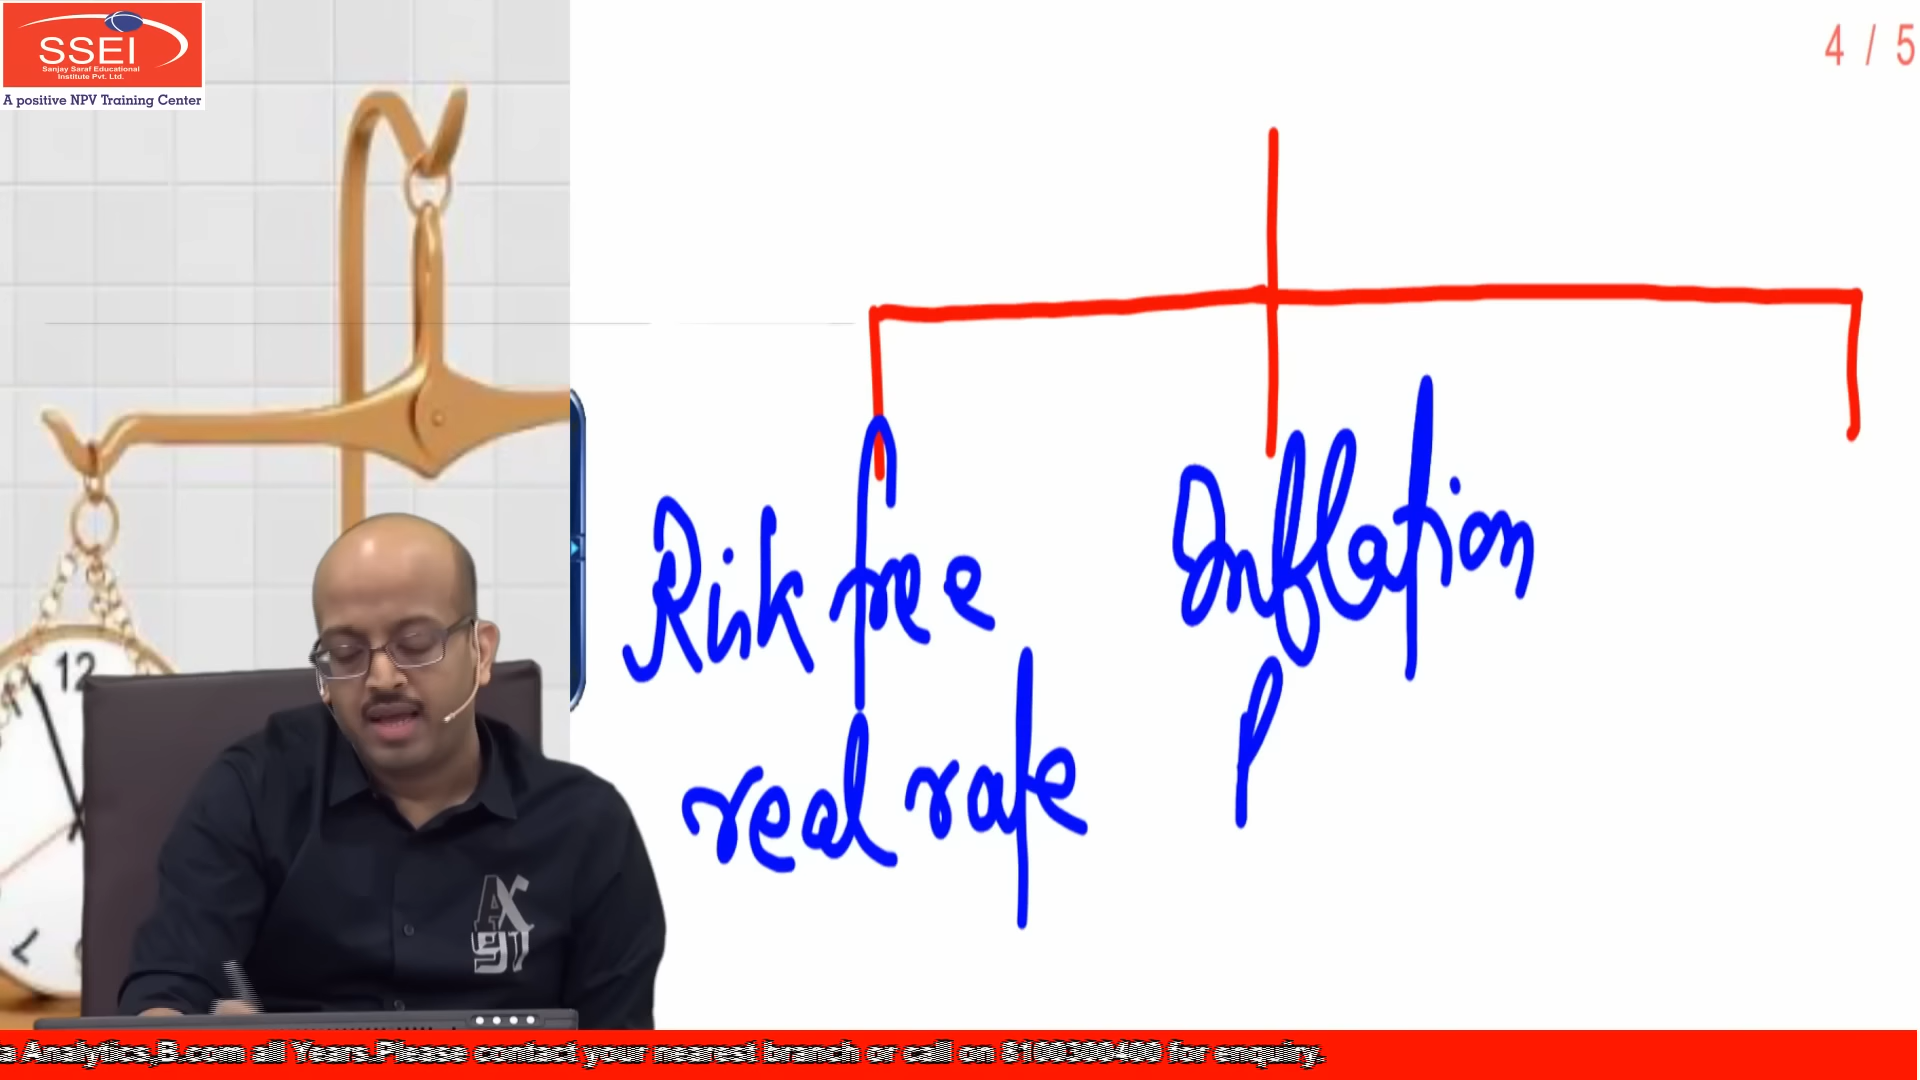 SSEI
Sanjay Saraf Educational
Institute Pvt. Ltd.
A positive NPV Training Center
4 / 5
12
Risk free
real rate
Inflation
P
a Analytics,B.com all Years.Please contact your nearest branch or call on 8100300400 for enquiry.